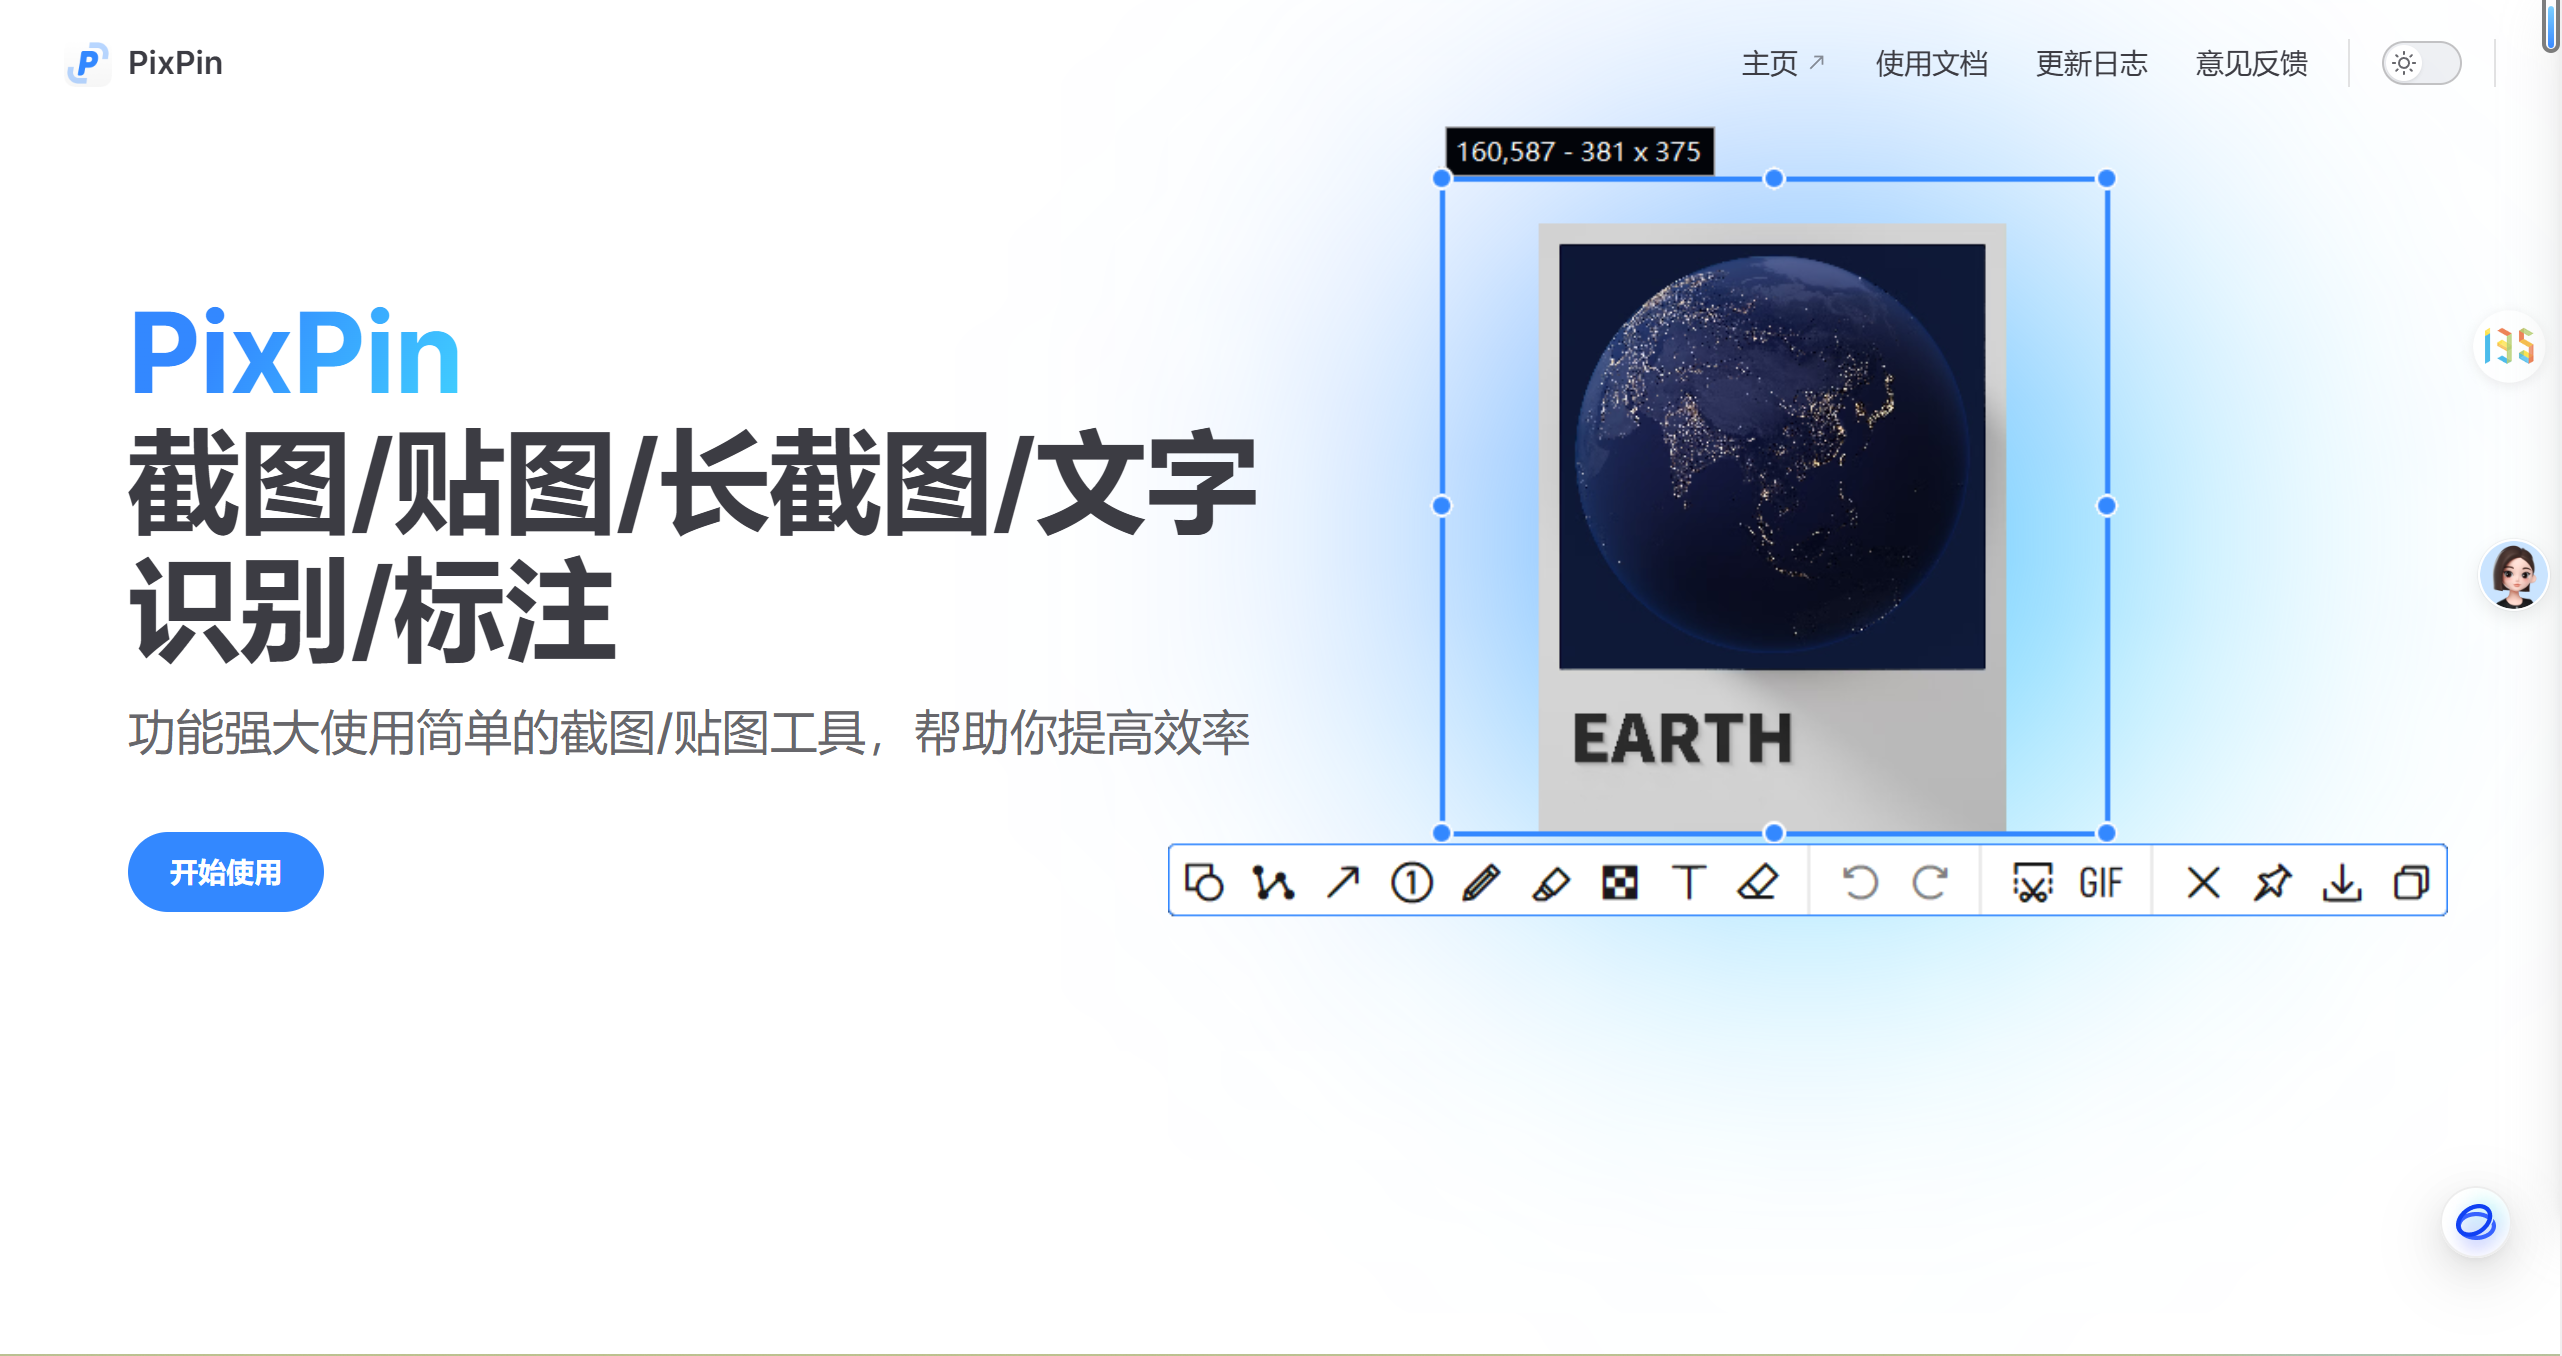 PixPin
主页
使用文档
更新日志
意见反馈
160,587 - 381 x 375
PixPin
截图/贴图/长截图/文字
识别/标注
功能强大使用简单的截图/贴图工具，帮助你提高效率
开始使用
EARTH
1
GIF
135